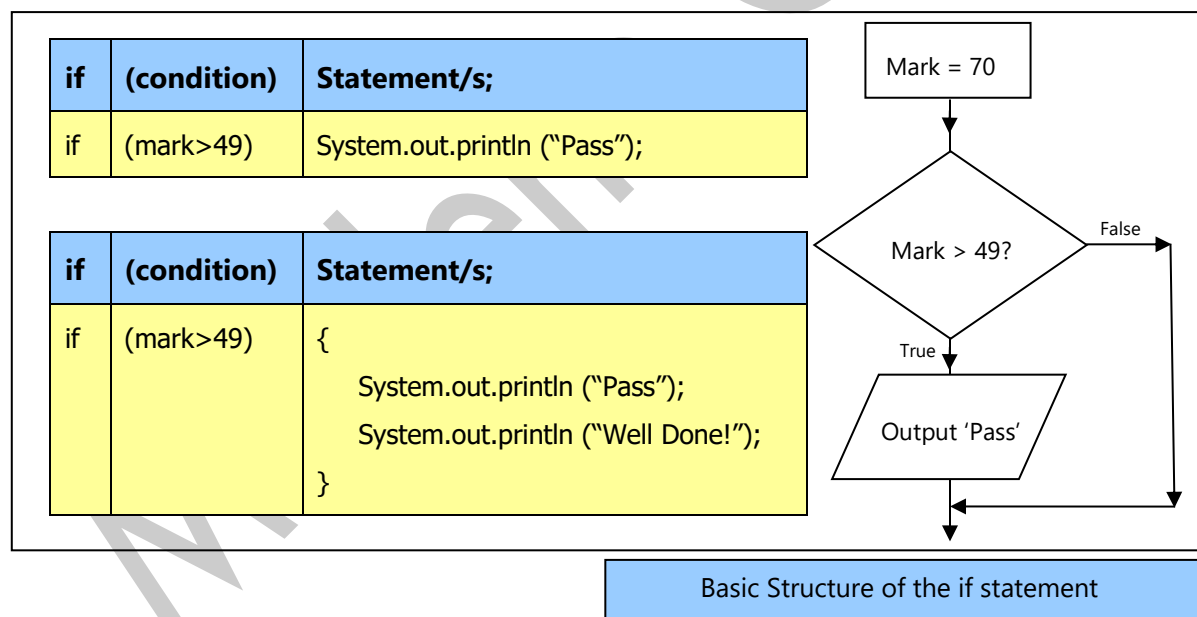 if (condition) Statement/s;
if (mark>49) System.out.println (“Pass”);
if (condition) Statement/s;
if (mark>49) {
System.out.println (“Pass”);
System.out.println (“Well Done!”);
}
Mark = 70
Mark > 49?
False
True
Output ‘Pass’
Basic Structure of the if statement